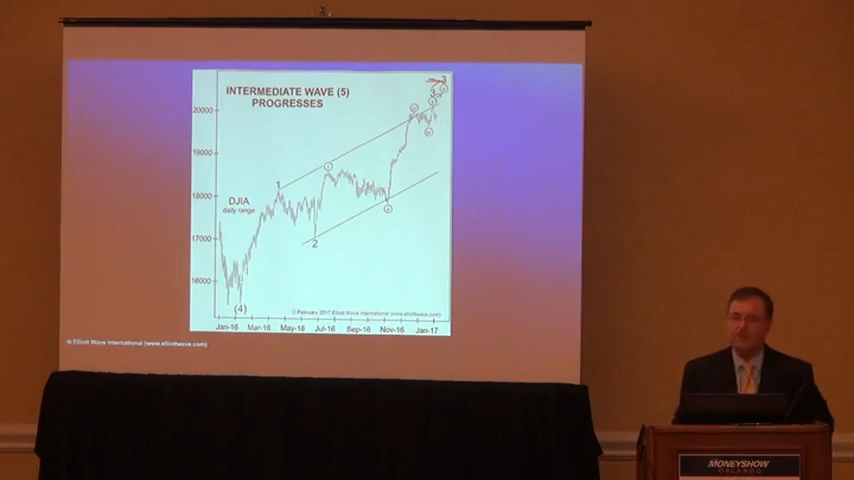 INTERMEDIATE WAVE (5)
PROGRESSES
20000
19000
18000
17000
16000
DJIA
daily range
1
2
3
3
(4)
© February 2017 Elliott Wave International (www.elliottwave.com)
Jan-16 Mar-16 May-16 Jul-16 Sep-16 Nov-16 Jan-17
© Elliott Wave International (www.elliottwave.com)
MONEYSHOW
ORLANDO